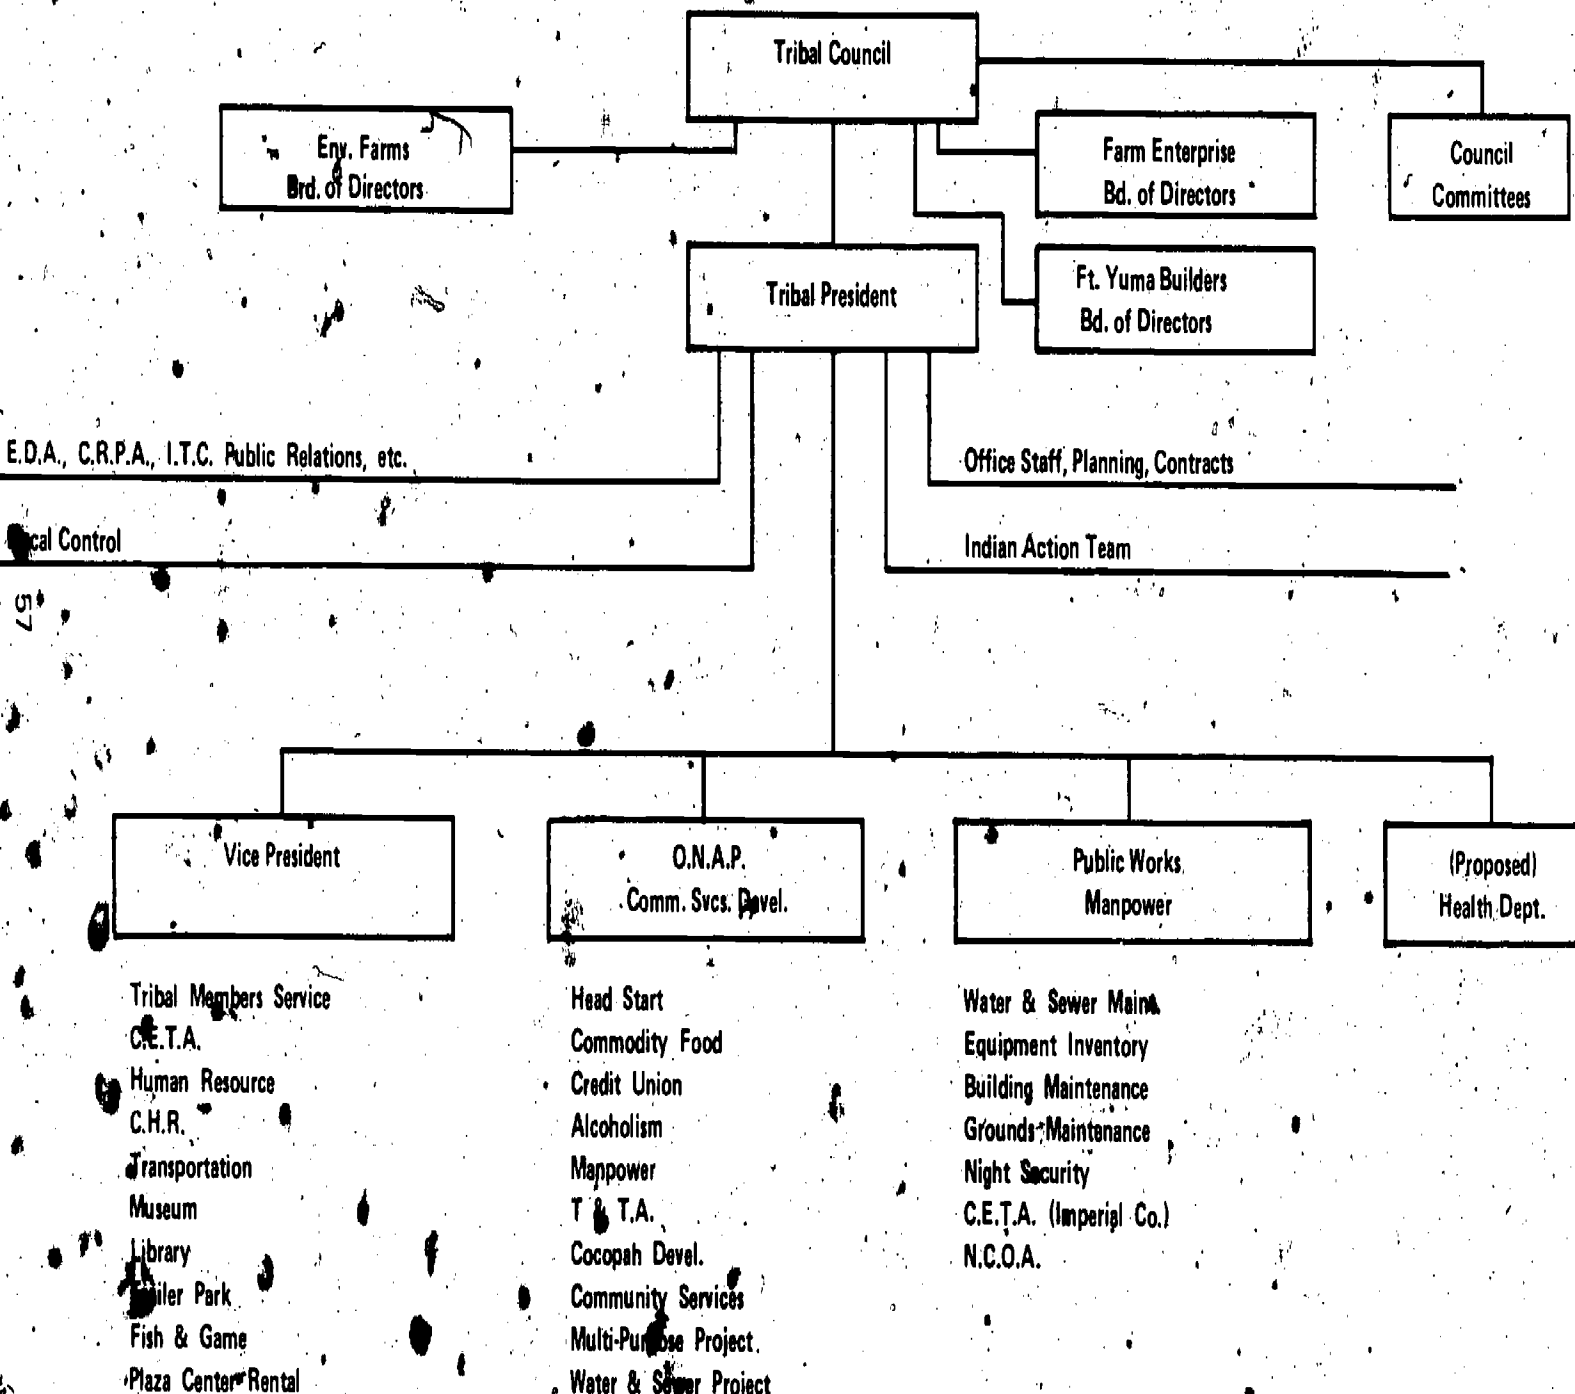 Tribal Council
Env. Farms
Brd. of Directors
Farm Enterprise
Bd. of Directors
Council
Committees
Tribal President
Ft. Yuma Builders
Bd. of Directors
E.D.A., C.R.P.A., I.T.C. Public Relations, etc.
Office Staff, Planning, Contracts
Control
Indian Action Team
57
Vice President
O.N.A.P.
Comm. Svcs. Devel.
Public Works
Manpower
(Proposed)
Health Dept.
Tribal Members Service
C.E.T.A.
Human Resource
C.H.R.
Transportation
Museum
Library
Trailer Park
Fish & Game
Plaza Center Rental
Head Start
Commodity Food
Credit Union
Alcoholism
Manpower
T & T.A.
Cocopah Devel.
Community Services
Multi-Purpose Project
Water & Sewer Project
Water & Sewer Maint.
Equipment Inventory
Building Maintenance
Grounds Maintenance
Night Security
C.E.T.A. (Imperial Co.)
N.C.O.A.